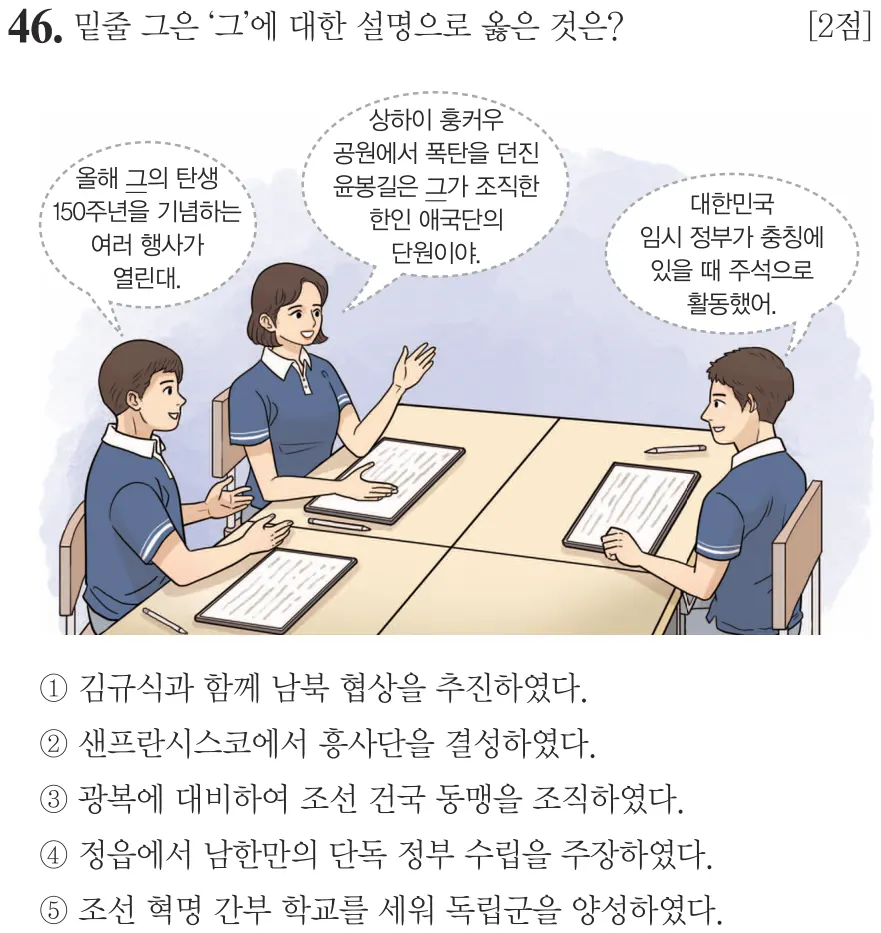 46. 밑줄 그은 ‘그’에 대한 설명으로 옳은 것은? [2점]
올해 그의 탄생
150주년을 기념하는
여러 행사가
열린대.
상하이 훙커우
공원에서 폭탄을 던진
윤봉길은 그가 조직한
한인 애국단의
단원이야.
대한민국
임시 정부가 충칭에
있을 때 주석으로
활동했어.
① 김규식과 함께 남북 협상을 추진하였다.
② 샌프란시스코에서 흥사단을 결성하였다.
③ 광복에 대비하여 조선 건국 동맹을 조직하였다.
④ 정읍에서 남한만의 단독 정부 수립을 주장하였다.
⑤ 조선 혁명 간부 학교를 세워 독립군을 양성하였다.